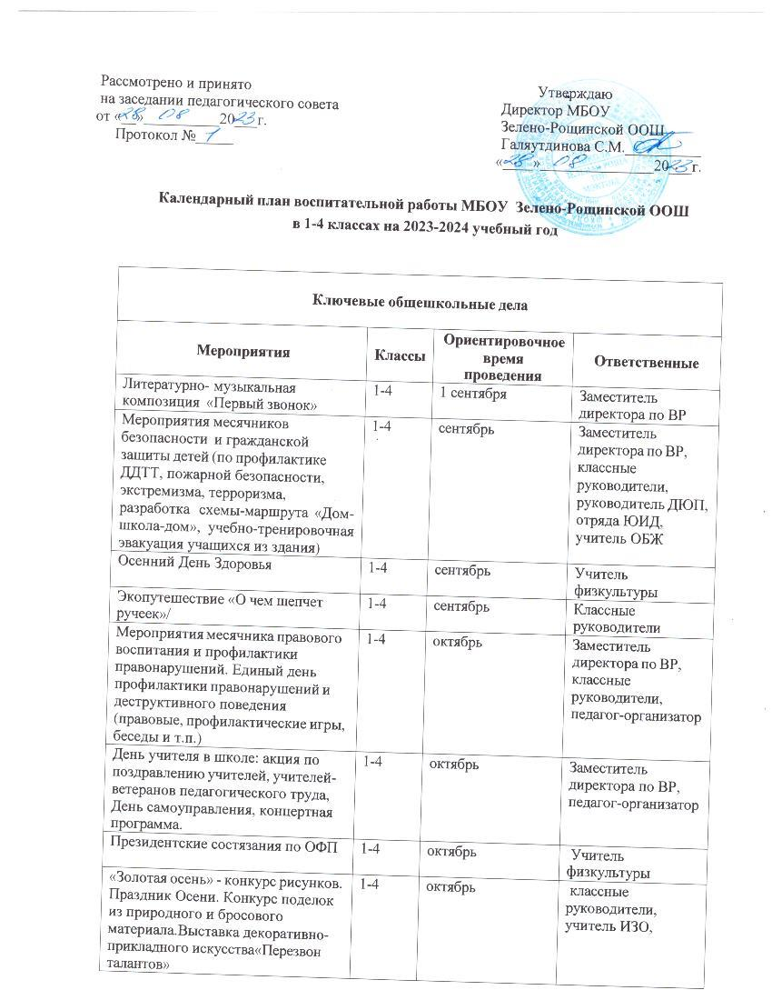 Рассмотрено и принято
на заседании педагогического совета
от «28» 08 2023 г.
Протокол № 1
Утверждаю
Директор МБОУ
Зелено-Рощинской ООШ
Галяутдинова С.М.
«28» 08 2023 г.
Календарный план воспитательной работы МБОУ Зелено-Рощинской ООШ
в 1-4 классах на 2023-2024 учебный год
Ключевые общешкольные дела
Мероприятия
Классы
Ориентировочное
время
проведения
Ответственные
Литературно- музыкальная
композиция «Первый звонок»
1-4
1 сентября
Заместитель
директора по ВР
Мероприятия месячников
безопасности и гражданской
защиты детей (по профилактике
ДДТТ, пожарной безопасности,
экстремизма, терроризма,
разработка схемы-маршрута «Дом-
школа-дом», учебно-тренировочная
эвакуация учащихся из здания)
1-4
сентябрь
Заместитель
директора по ВР,
классные
руководители,
руководитель ДЮП,
отряда ЮИД,
учитель ОБЖ
Осенний День Здоровья
1-4
сентябрь
Учитель
физкультуры
Экопутешествие «О чем шепчет
ручеек»/
1-4
сентябрь
Классные
руководители
Мероприятия месячника правового
воспитания и профилактики
правонарушений. Единый день
профилактики правонарушений и
деструктивного поведения
(правовые, профилактические игры,
беседы и т.п.)
1-4
октябрь
Заместитель
директора по ВР,
классные
руководители,
педагог-организатор
День учителя в школе: акция по
поздравлению учителей, учителей-
ветеранов педагогического труда,
День самоуправления, концертная
программа.
1-4
октябрь
Заместитель
директора по ВР,
педагог-организатор
Президентские состязания по ОФП
1-4
октябрь
Учитель
физкультуры
«Золотая осень» - конкурс рисунков.
Праздник Осени. Конкурс поделок
из природного и бросового
материала.Выставка декоративно-
прикладного искусства«Перезвон
талантов»
1-4
октябрь
классные
руководители,
учитель ИЗО,